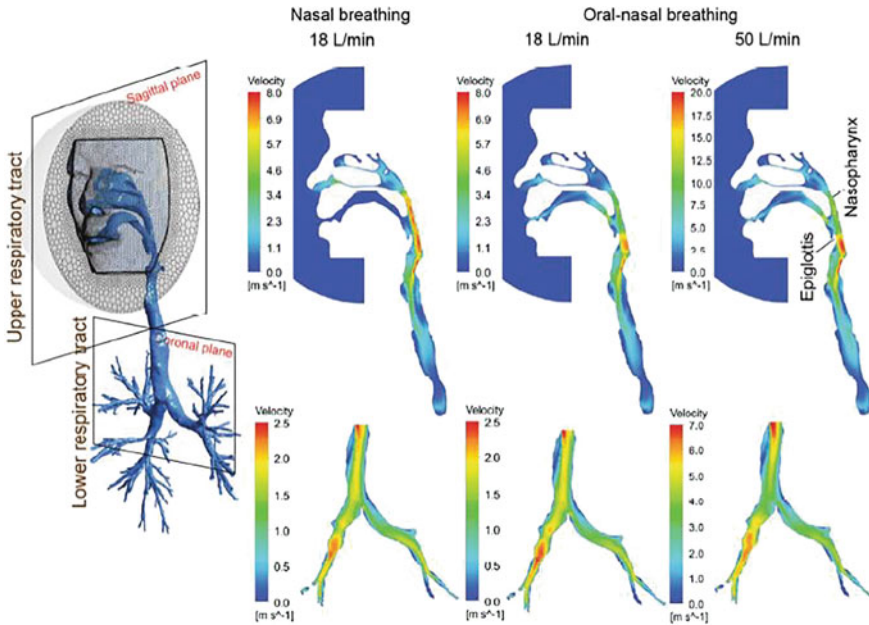 Nasal breathing
Oral-nasal breathing
18 L/min
18 L/min
50 L/min
Upper respiratory tract
Sagittal plane
Velocity
8.0
6.9
5.7
4.6
3.4
2.3
1.1
0.0
[m s^-1]
Velocity
8.0
6.9
5.7
4.6
3.4
2.3
1.1
0.0
[m s^-1]
Velocity
20.0
17.5
15.0
12.5
10.0
7.5
5.0
2.5
0.0
[m s^-1]
Nasopharynx
Epiglottis
Lower respiratory tract
oronal plane
Velocity
2.5
2.0
1.5
1.0
0.5
0.0
[m s^-1]
Velocity
2.5
2.0
1.5
1.0
0.5
0.0
[m s^-1]
Velocity
7.0
6.0
5.0
4.0
3.0
2.0
1.0
0.0
[m s^-1]